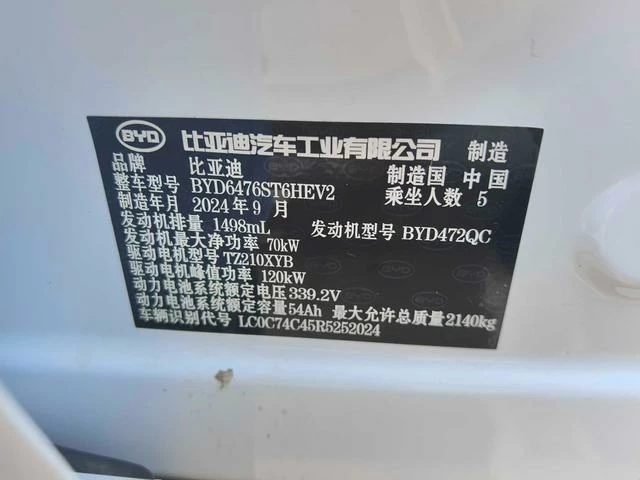 BYD 比亚迪汽车工业有限公司 制造
品牌 比亚迪 制造国 中国
整车型号 BYD6476ST6HEV2 乘坐人数 5
制造年月 2024年9月
发动机排量 1498mL 发动机型号 BYD472QC
发动机最大净功率 70kW
驱动电机型号 TZ210XYB
驱动电机峰值功率 120kW
动力电池系统额定电压 339.2V
动力电池系统额定容量 54Ah 最大允许总质量 2140kg
车辆识别代号 LC0C74C45R5252024